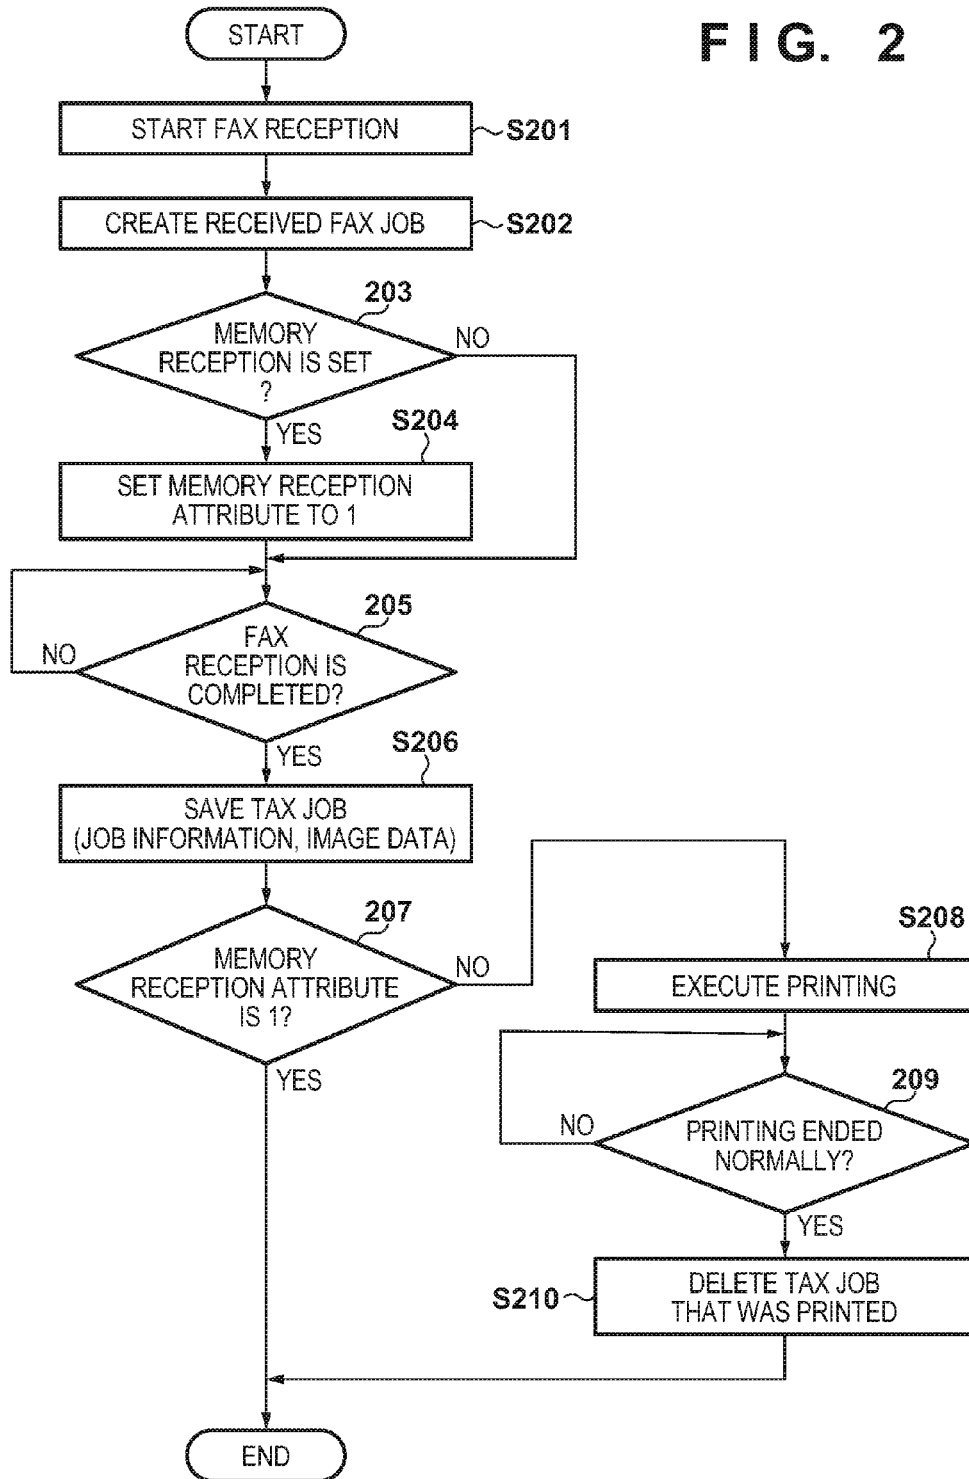 FIG. 2
START
START FAX RECEPTION
S201
CREATE RECEIVED FAX JOB
S202
203
MEMORY
RECEPTION IS SET
?
NO
YES
S204
SET MEMORY RECEPTION
ATTRIBUTE TO 1
205
FAX
RECEPTION IS
COMPLETED?
NO
YES
S206
SAVE TAX JOB
(JOB INFORMATION, IMAGE DATA)
207
MEMORY
RECEPTION ATTRIBUTE
IS 1?
NO
YES
S208
EXECUTE PRINTING
209
PRINTING ENDED
NORMALLY?
NO
YES
S210
DELETE TAX JOB
THAT WAS PRINTED
END